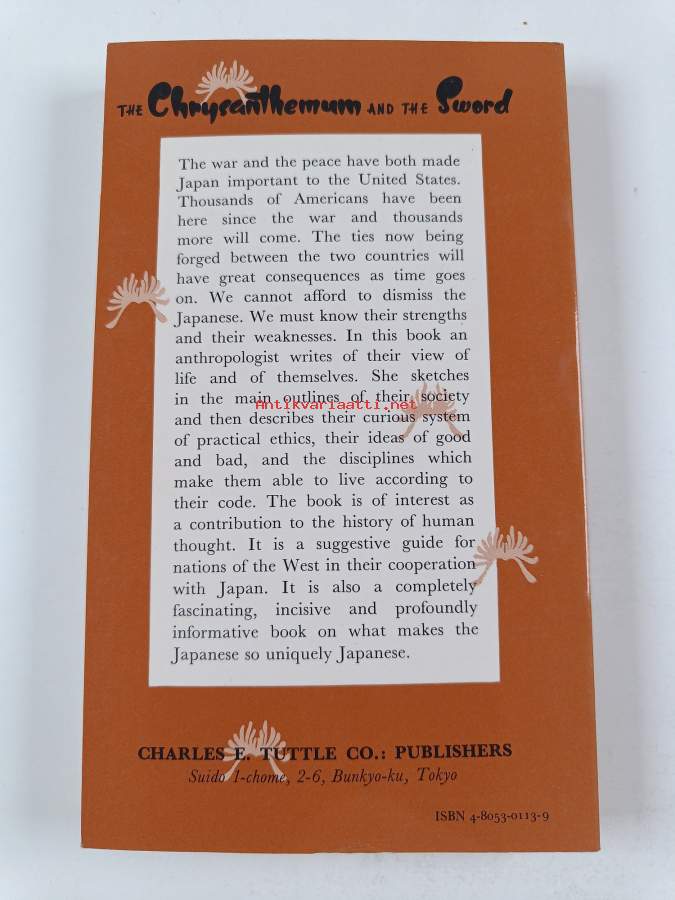 THE Chrysanthemum AND THE Sword
The war and the peace have both made
Japan important to the United States.
Thousands of Americans have been
here since the war and thousands
more will come. The ties now being
forged between the two countries will
have great consequences as time goes
on. We cannot afford to dismiss the
Japanese. We must know their strengths
and their weaknesses. In this book an
anthropologist writes of their view of
life and of themselves. She sketches
in the main outlines of their society
Antikvariaatti.net
and then describes their curious system
of practical ethics, their ideas of good
and bad, and the disciplines which
make them able to live according to
their code. The book is of interest as
a contribution to the history of human
thought. It is a suggestive guide for
nations of the West in their cooperation
with Japan. It is also a completely
fascinating, incisive and profoundly
informative book on what makes the
Japanese so uniquely Japanese.
CHARLES E. TUTTLE CO.: PUBLISHERS
Suido 1-chome, 2-6, Bunkyo-ku, Tokyo
ISBN 4-8053-0113-9